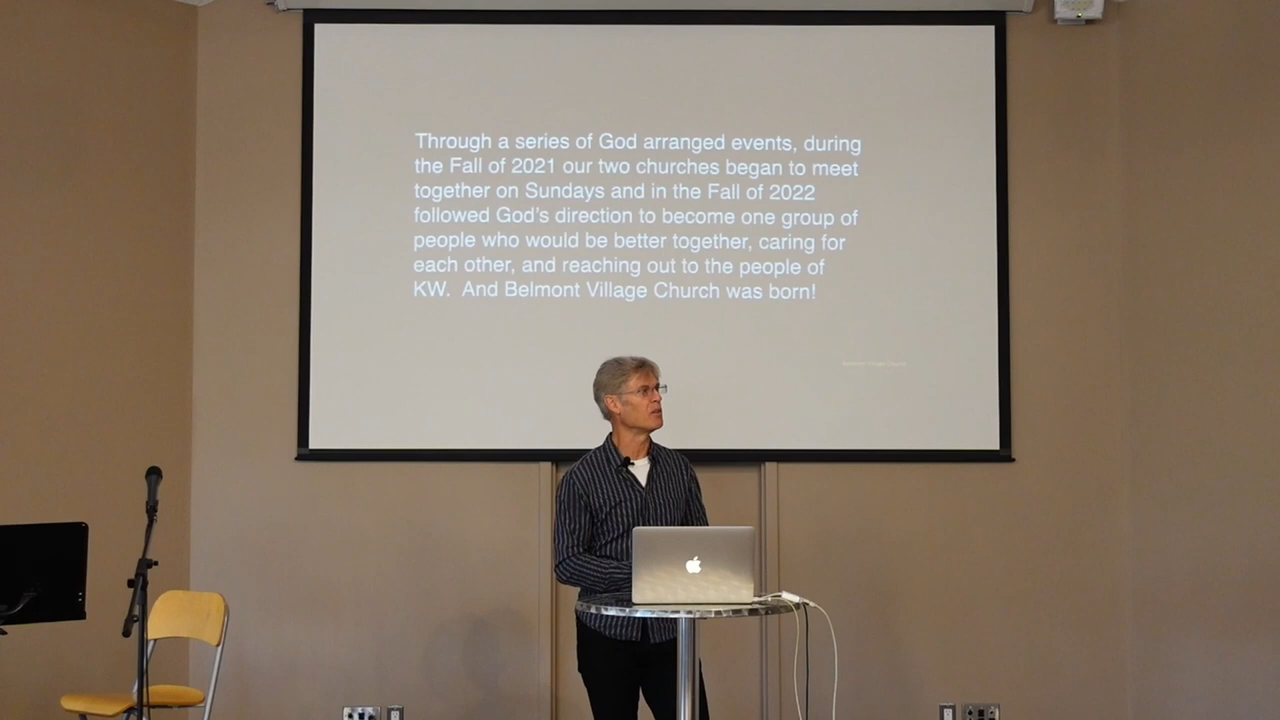 Through a series of God arranged events, during
the Fall of 2021 our two churches began to meet
together on Sundays and in the Fall of 2022
followed God's direction to become one group of
people who would be better together, caring for
each other, and reaching out to the people of
KW.  And Belmont Village Church was born!
Belmont Village Church